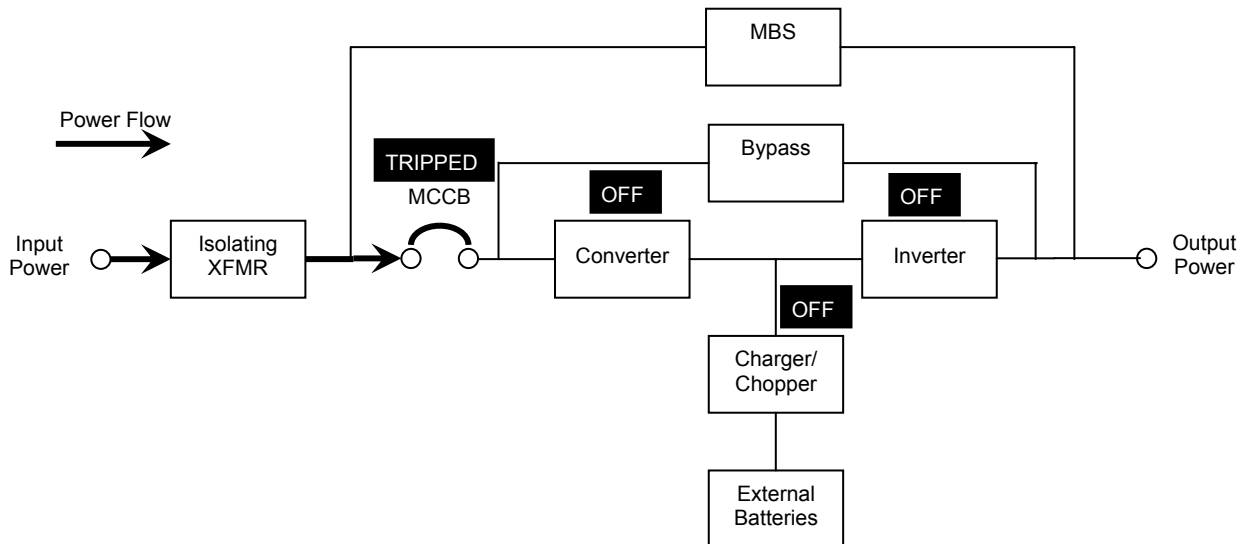 MBS
Power Flow
TRIPPED
MCCB
Bypass
OFF
OFF
Input
Power
Isolating
XFMR
Converter
Inverter
Output
Power
OFF
Charger/
Chopper
External
Batteries